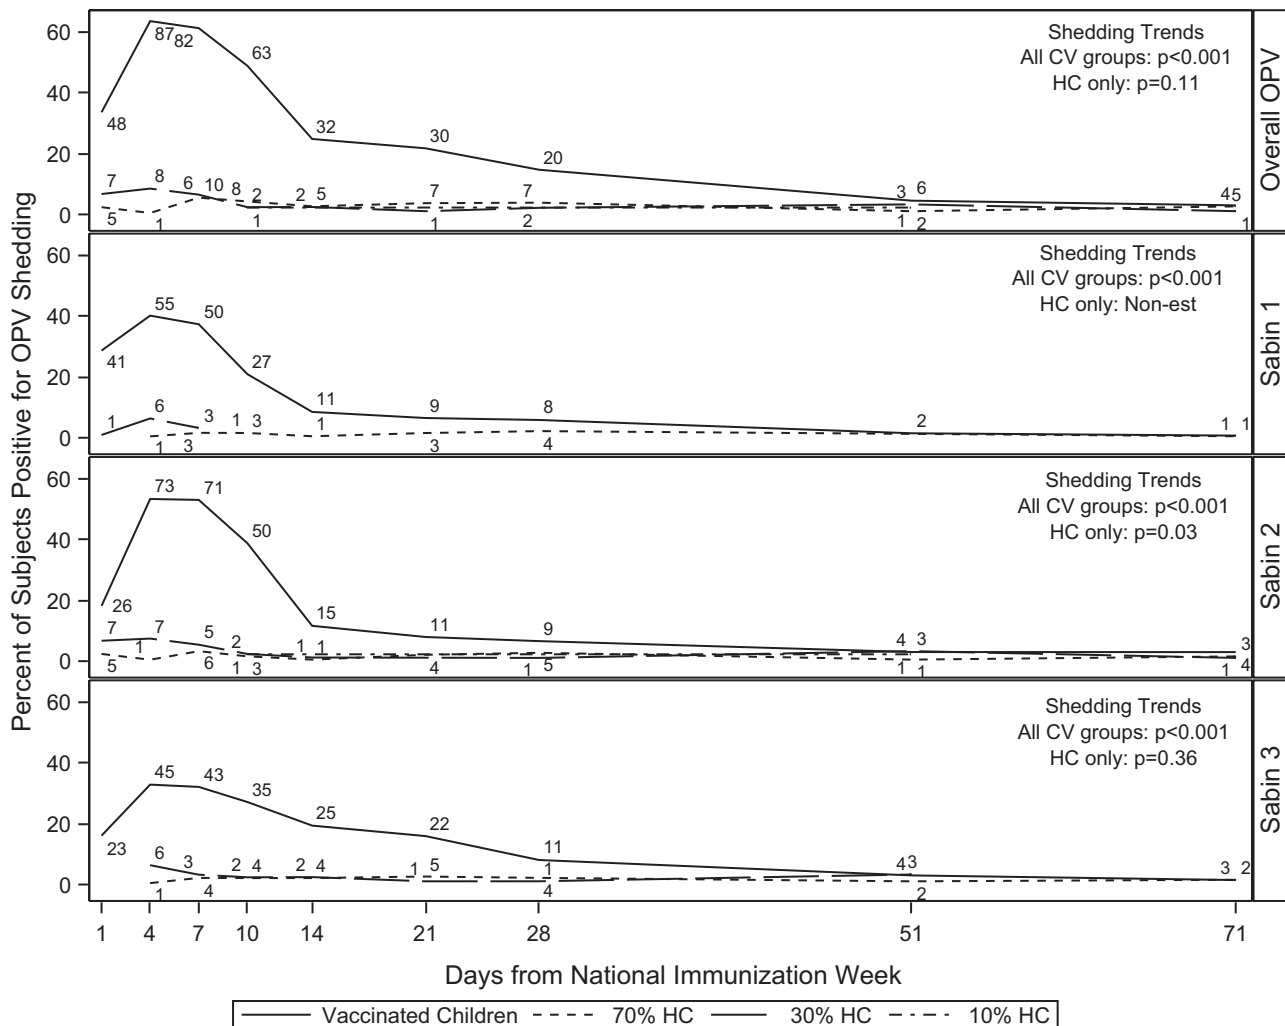 Percent of Subjects Positive for OPV Shedding
60
40
20
0
Shedding Trends
All CV groups: p<0.001
HC only: p=0.11
Overall OPV
87 82 63
48 32 30 20
7 8 6 10 8 2 2 5 7 7 3 6 45
5 1 1 1 2 1 2 1
60
40
20
0
Shedding Trends
All CV groups: p<0.001
HC only: Non-est
Sabin 1
55 50
41 27 11 9 8 2
1 6 3 1 3 1 1 1
1 3 3 4
60
40
20
0
Shedding Trends
All CV groups: p<0.001
HC only: p=0.03
Sabin 2
73 71 50
26 15 11 9
7 1 7 5 2 1 1 4 3 3
5 6 1 3 4 1 5 1 1 1 4
60
40
20
0
Shedding Trends
All CV groups: p<0.001
HC only: p=0.36
Sabin 3
45 43 35 25 22
23 11
6 3 2 4 2 4 1 5 1 43 3 2
1 4 4 2
1 4 7 10 14 21 28 51 71
Days from National Immunization Week
Vaccinated Children 70% HC 30% HC 10% HC